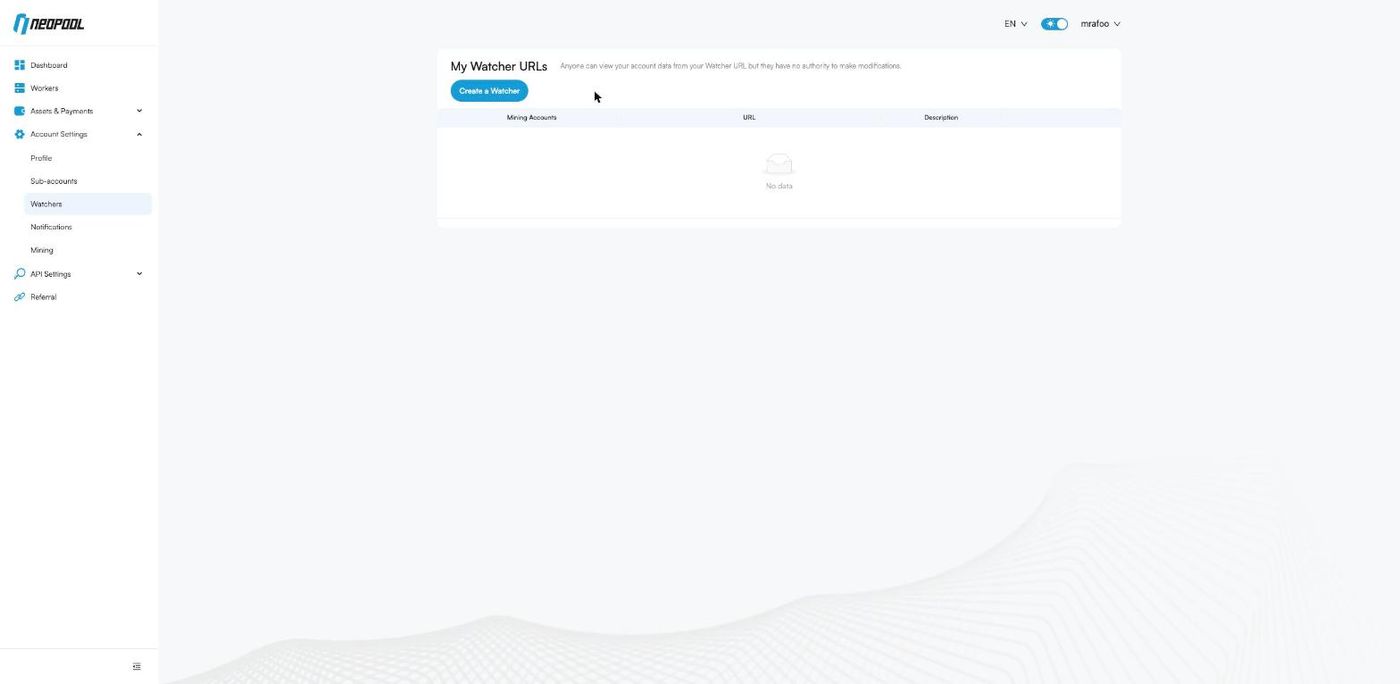 NEOPOOL
EN
mrafoo
Dashboard
Workers
Assets & Payments
Account Settings
Profile
Sub-accounts
Watchers
Notifications
Mining
API Settings
Referral
My Watcher URLs Anyone can view your account data from your Watcher URL but they have no authority to make modifications.
Create a Watcher
Mining Accounts URL Description
No data